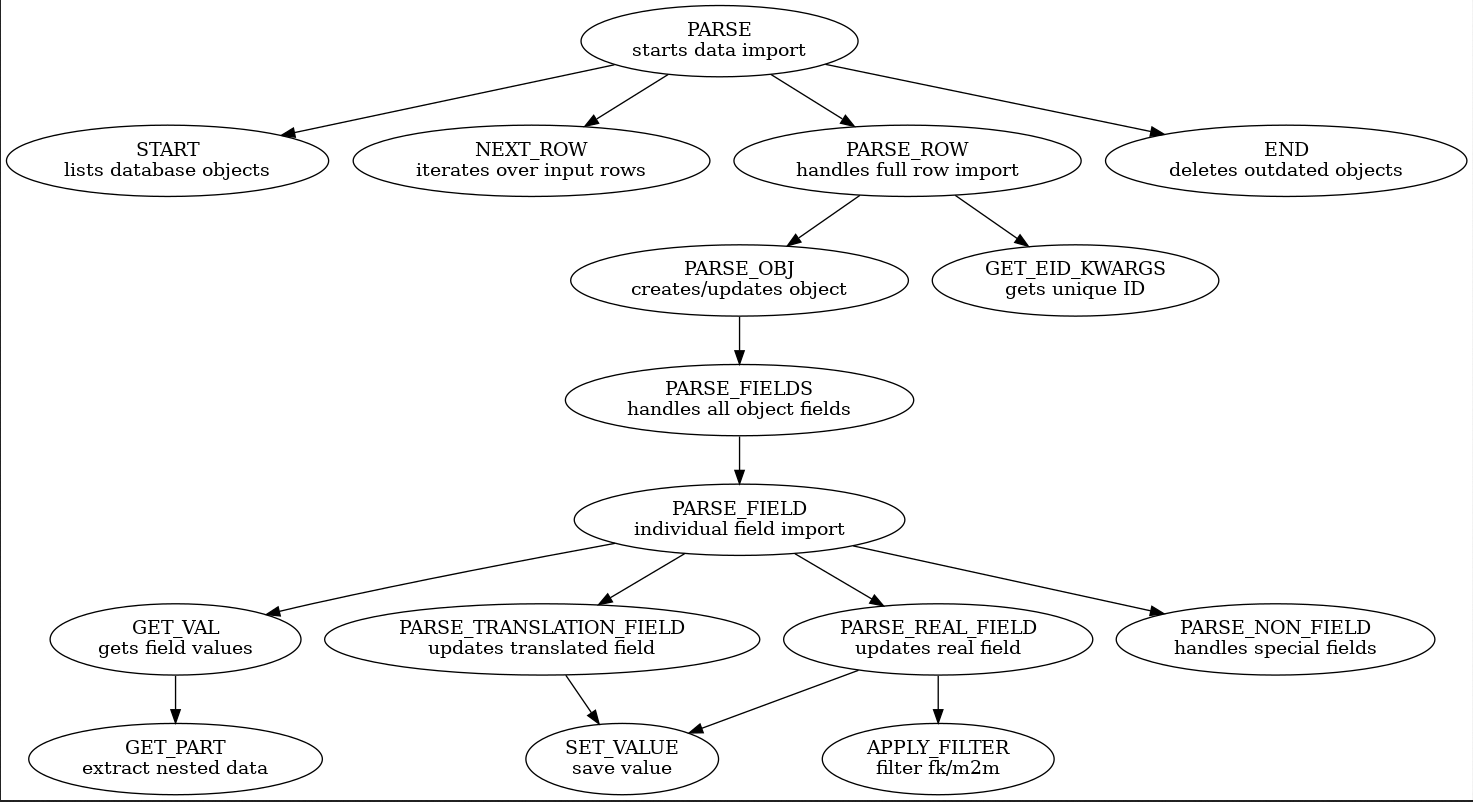 PARSE
starts data import
START
lists database objects
NEXT_ROW
iterates over input rows
PARSE_ROW
handles full row import
END
deletes outdated objects
PARSE_OBJ
creates/updates object
GET_EID_KWARGS
gets unique ID
PARSE_FIELDS
handles all object fields
PARSE_FIELD
individual field import
GET_VAL
gets field values
PARSE_TRANSLATION_FIELD
updates translated field
PARSE_REAL_FIELD
updates real field
PARSE_NON_FIELD
handles special fields
GET_PART
extract nested data
SET_VALUE
save value
APPLY_FILTER
filter fk/m2m